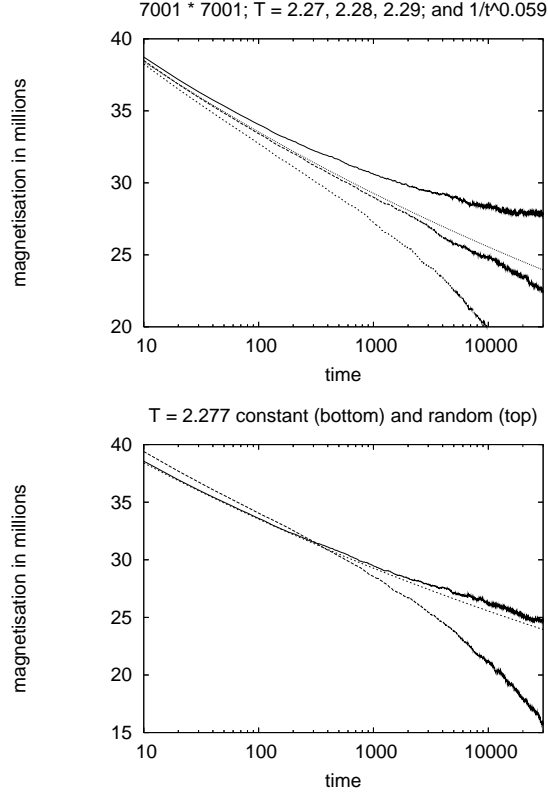 7001 * 7001; T = 2.27, 2.28, 2.29; and 1/t^0.059
40
35
30
25
20
magnetisation in millions
10 100 1000 10000
time
T = 2.277 constant (bottom) and random (top)
40
35
30
25
20
15
magnetisation in millions
10 100 1000 10000
time